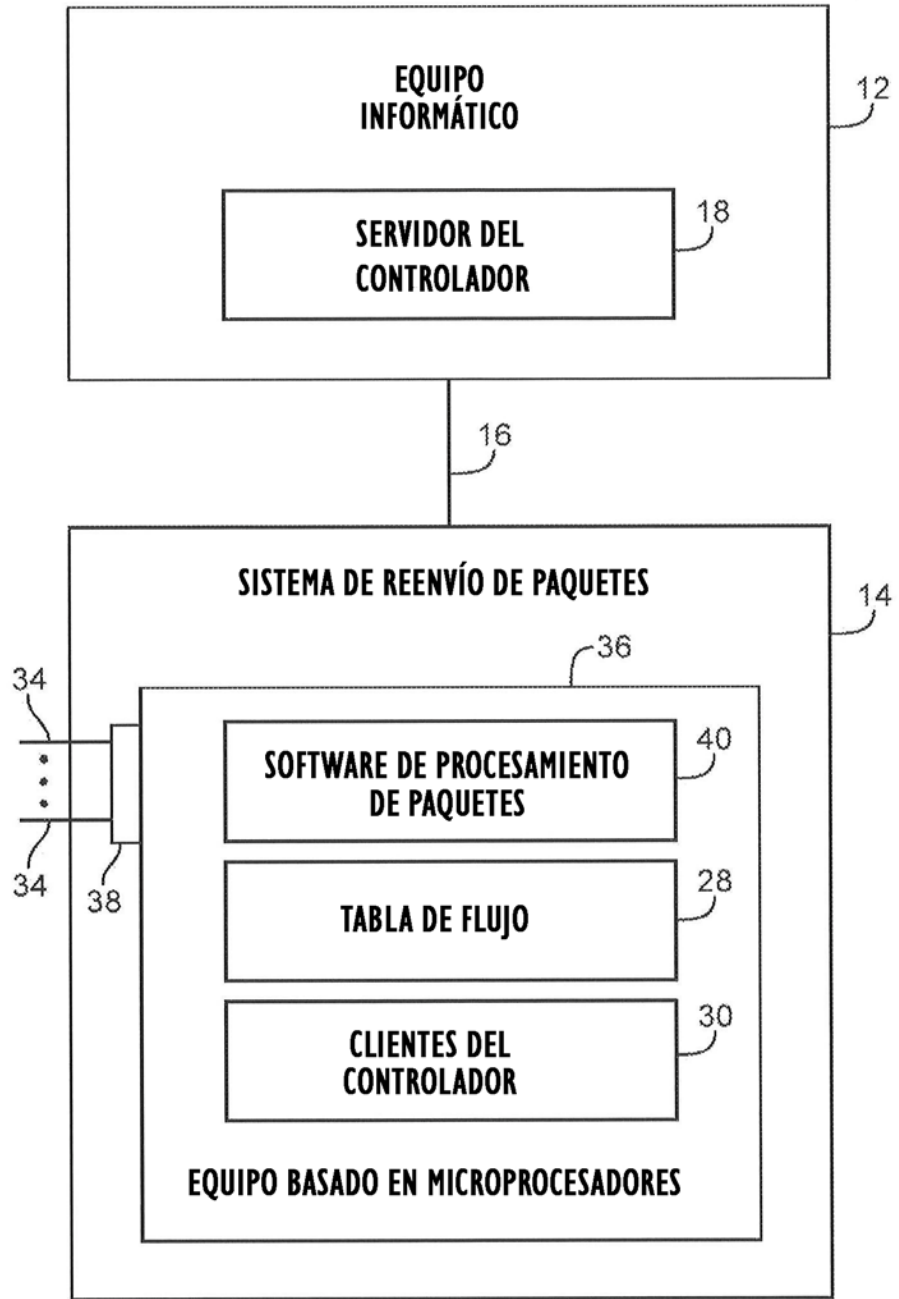 EQUIPO
INFORMÁTICO
12
SERVIDOR DEL
CONTROLADOR
18
16
SISTEMA DE REENVÍO DE PAQUETES
14
36
34
SOFTWARE DE PROCESAMIENTO
DE PAQUETES
40
34
38
TABLA DE FLUJO
28
CLIENTES DEL
CONTROLADOR
30
EQUIPO BASADO EN MICROPROCESADORES